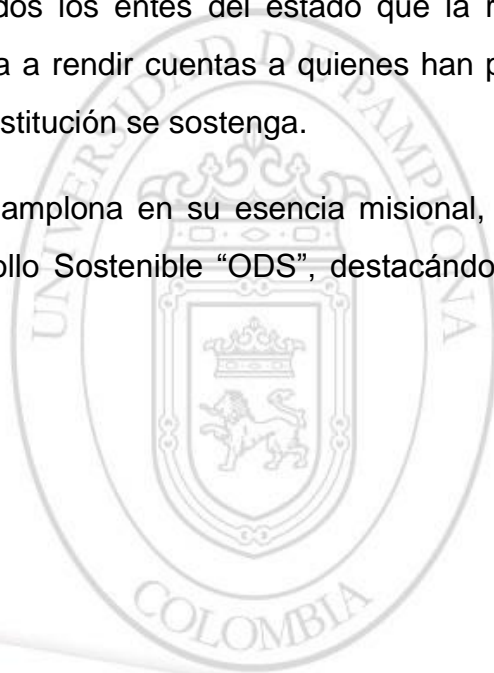 dos los entes del estado que la
a a rendir cuentas a quienes han
stitución se sostenga.
amplona en su esencia misional,
ollo Sostenible “ODS”, destacándo
UNIVERSIDAD DE PAMPLONA
COLOMBIA